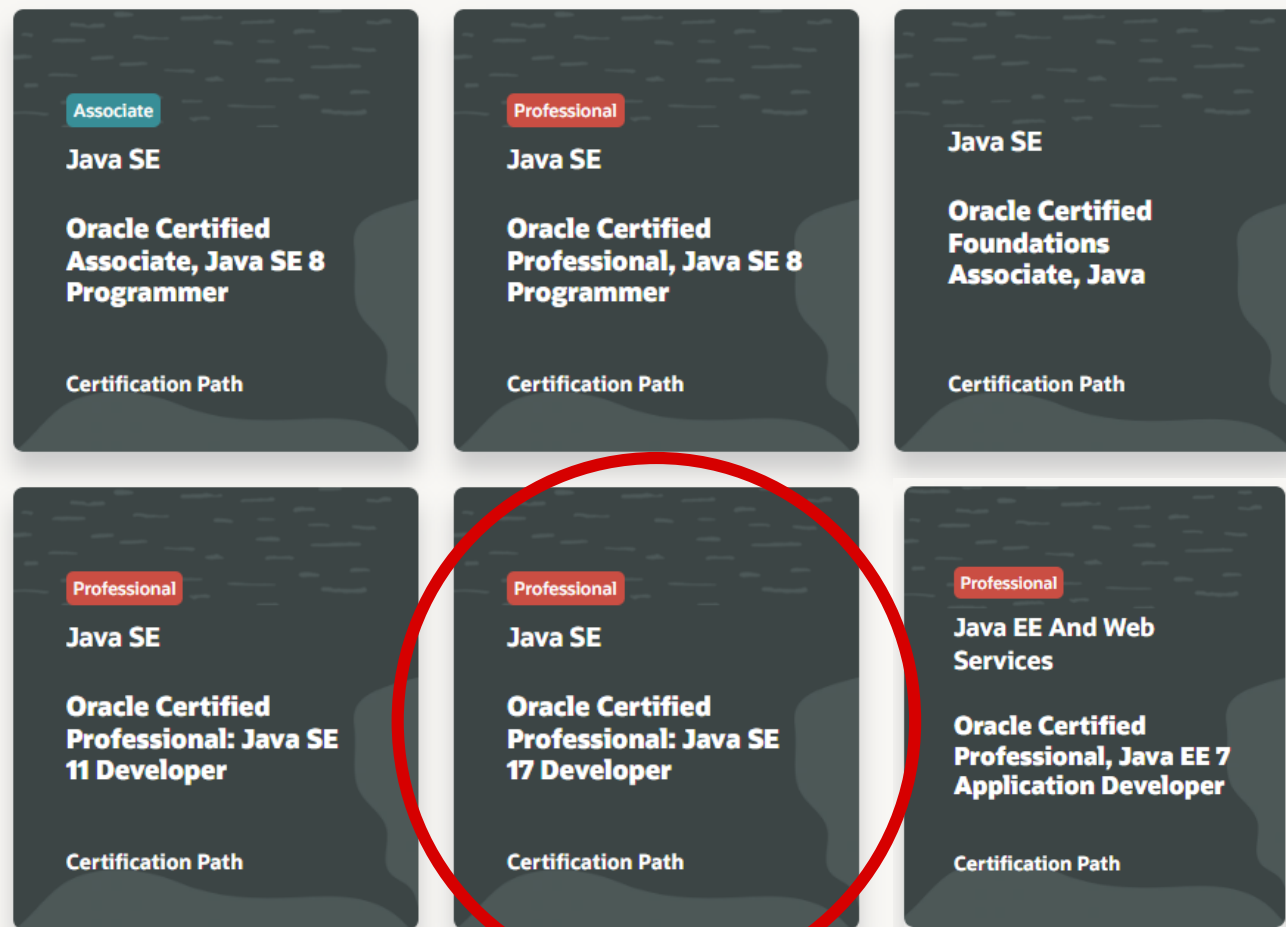 Associate
Java SE
Oracle Certified
Associate, Java SE 8
Programmer
Certification Path
Professional
Java SE
Oracle Certified
Professional, Java SE 8
Programmer
Certification Path
Java SE
Oracle Certified
Foundations
Associate, Java
Certification Path
Professional
Java SE
Oracle Certified
Professional: Java SE
11 Developer
Certification Path
Professional
Java SE
Oracle Certified
Professional: Java SE
17 Developer
Certification Path
Professional
Java EE And Web
Services
Oracle Certified
Professional, Java EE 7
Application Developer
Certification Path